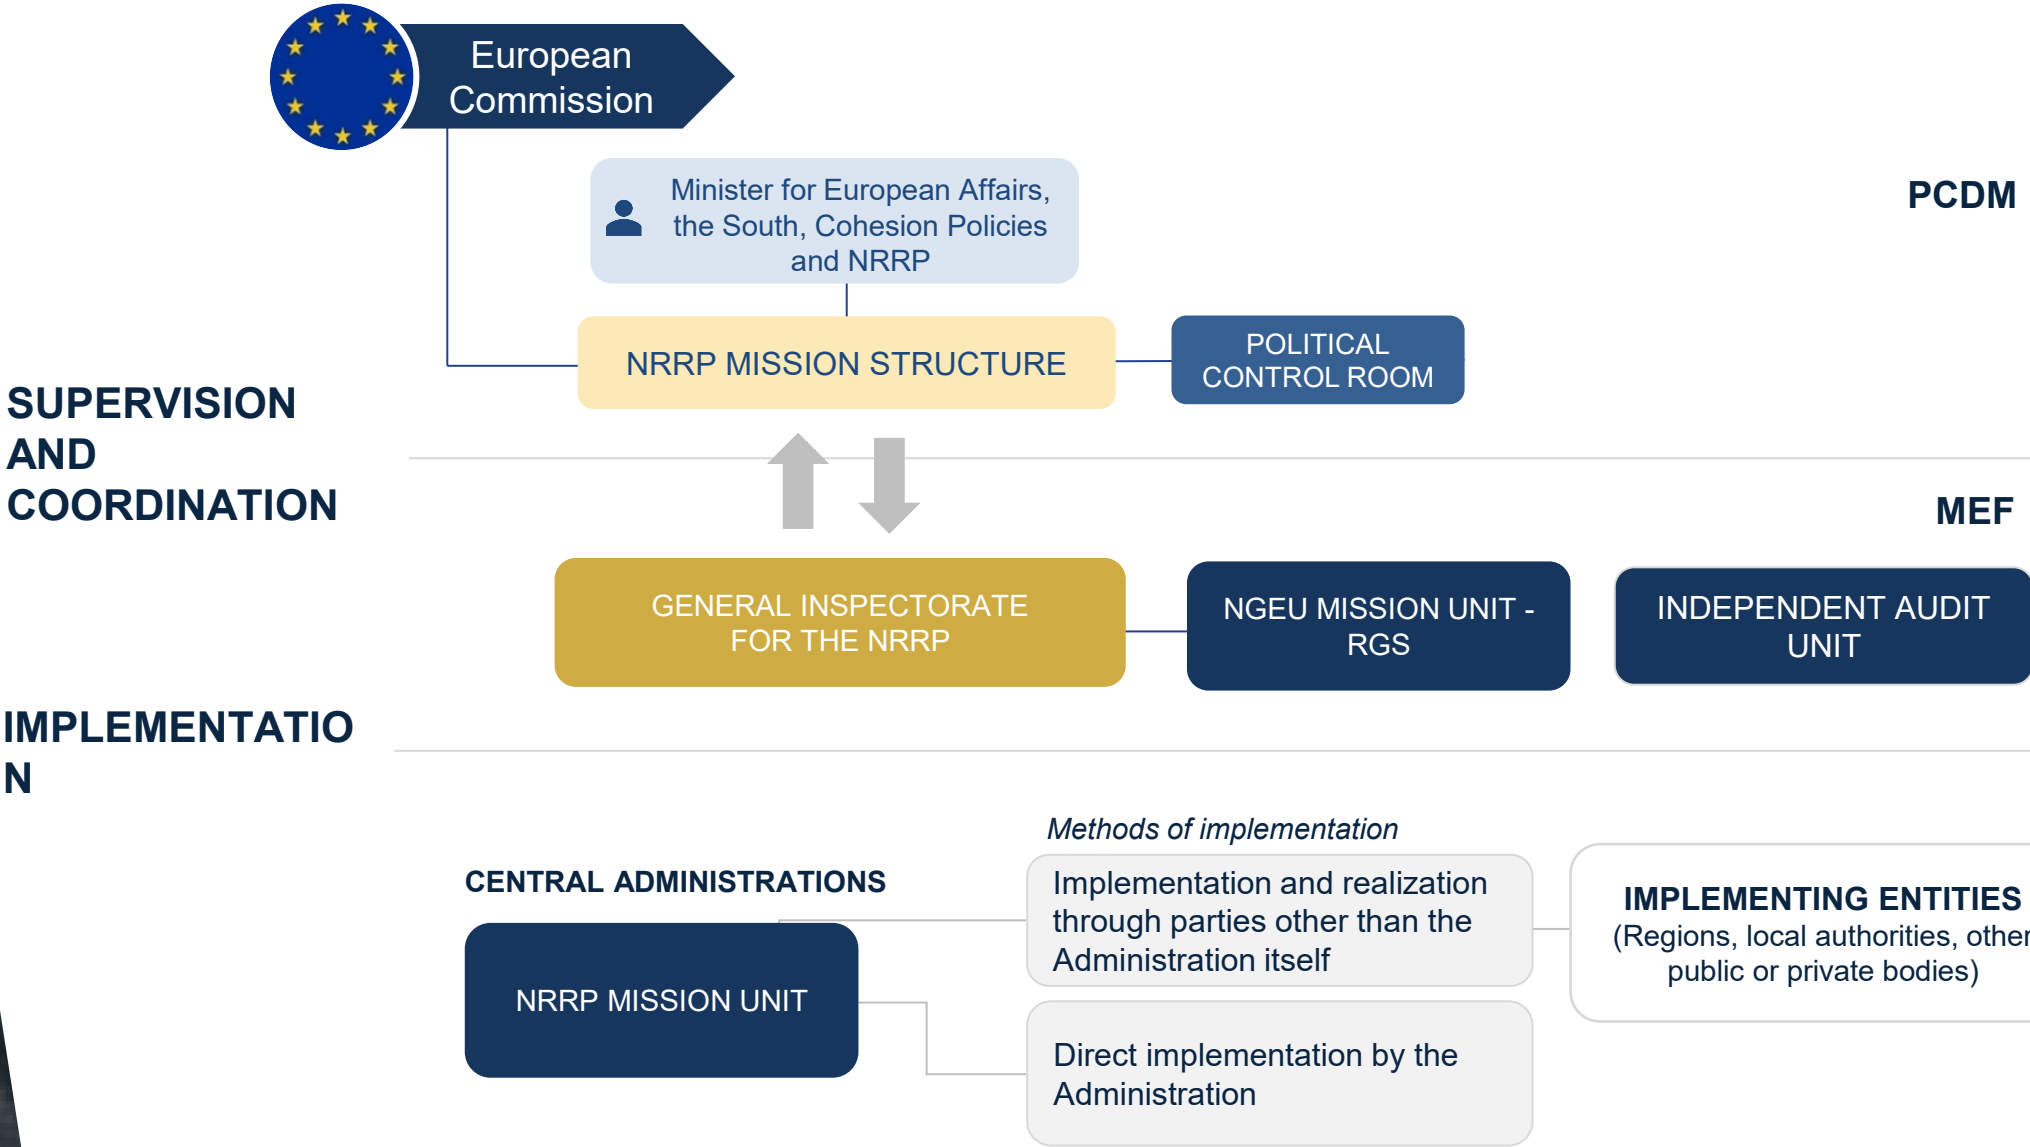 European
Commission
Minister for European Affairs,
the South, Cohesion Policies
and NRRP
PCDM
NRRP MISSION STRUCTURE
POLITICAL
CONTROL ROOM
SUPERVISION
AND
COORDINATION
MEF
GENERAL INSPECTORATE
FOR THE NRRP
NGEU MISSION UNIT -
RGS
INDEPENDENT AUDIT
UNIT
IMPLEMENTATIO
N
Methods of implementation
CENTRAL ADMINISTRATIONS
NRRP MISSION UNIT
Implementation and realization
through parties other than the
Administration itself
IMPLEMENTING ENTITIES
(Regions, local authorities, other
public or private bodies)
Direct implementation by the
Administration